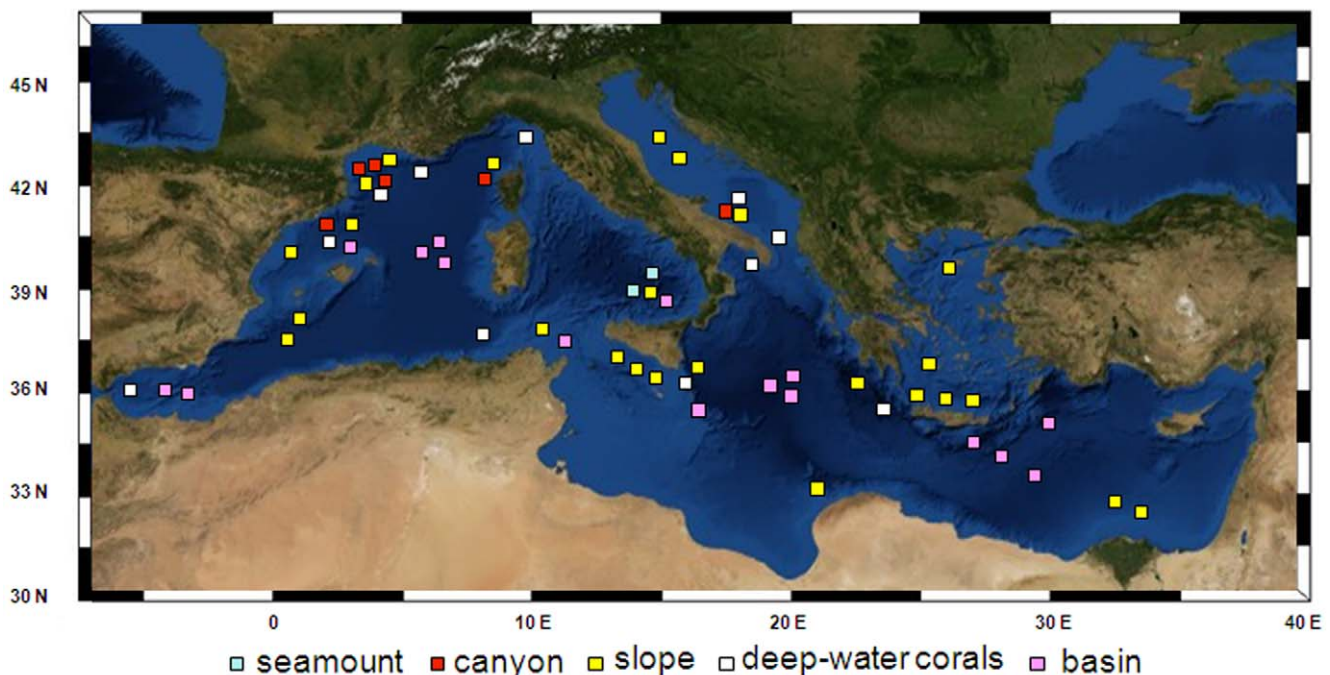 45 N
42 N
39 N
36 N
33 N
30 N
0 10 E 20 E 30 E 40 E
seamount canyon slope deep-water corals basin